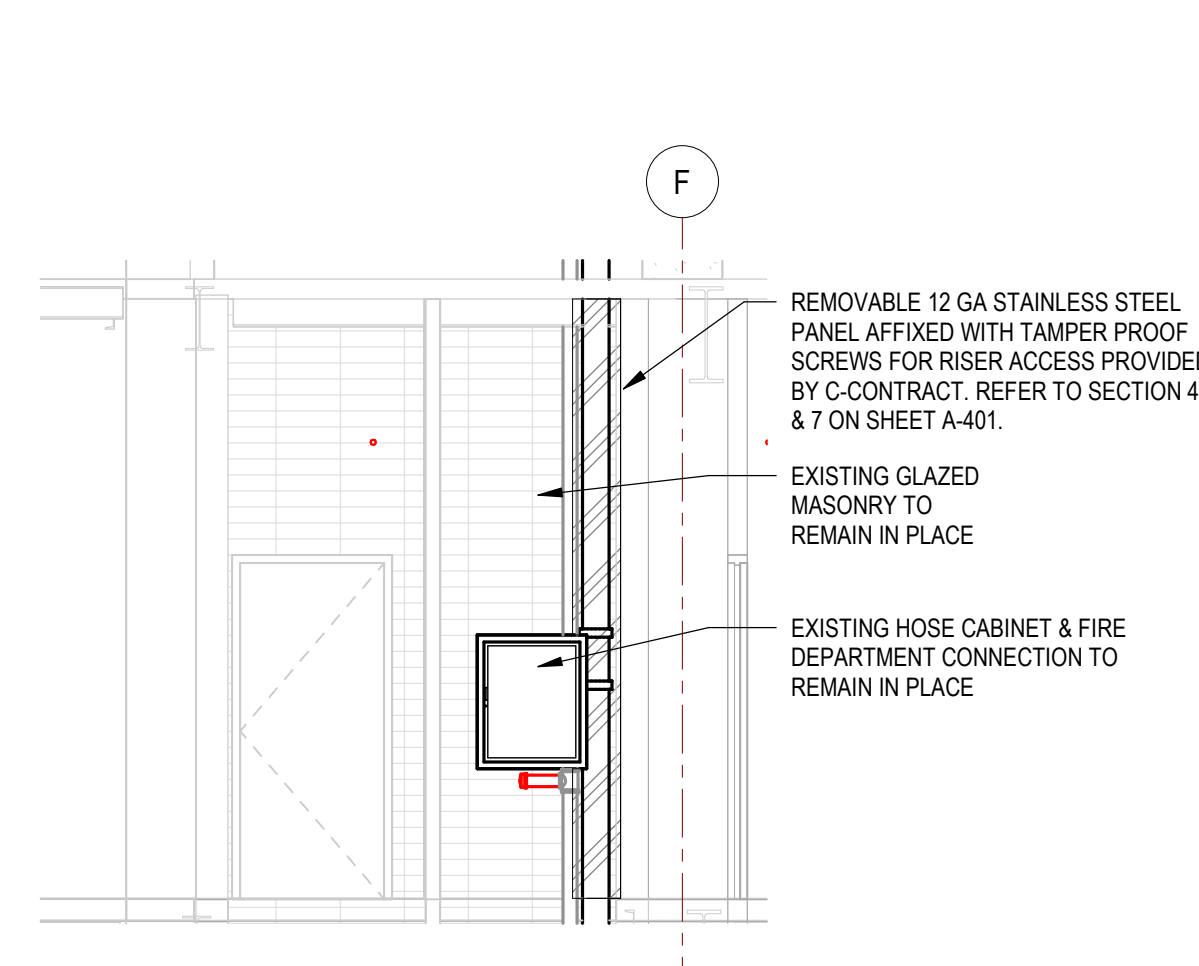 F
REMOVABLE 12 GA STAINLESS STEEL
PANEL AFFIXED WITH TAMPER PROOF
SCREWS FOR RISER ACCESS PROVIDED
BY C-CONTRACT. REFER TO SECTION 4
& 7 ON SHEET A-401.
EXISTING GLAZED
MASONRY TO
REMAIN IN PLACE
EXISTING HOSE CABINET & FIRE
DEPARTMENT CONNECTION TO
REMAIN IN PLACE